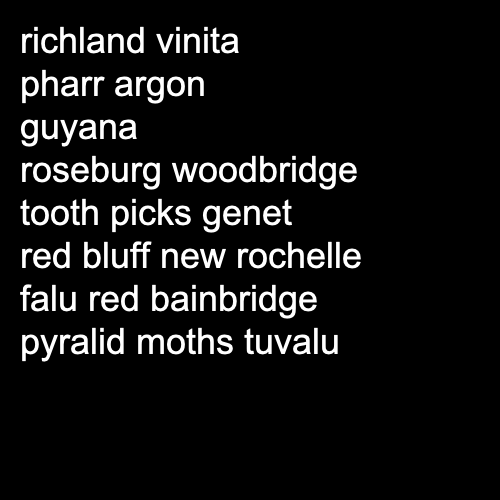 richland vinita
pharr argon
guyana
roseburg woodbridge
tooth picks genet
red bluff new rochelle
falu red bainbridge
pyralid moths tuvalu